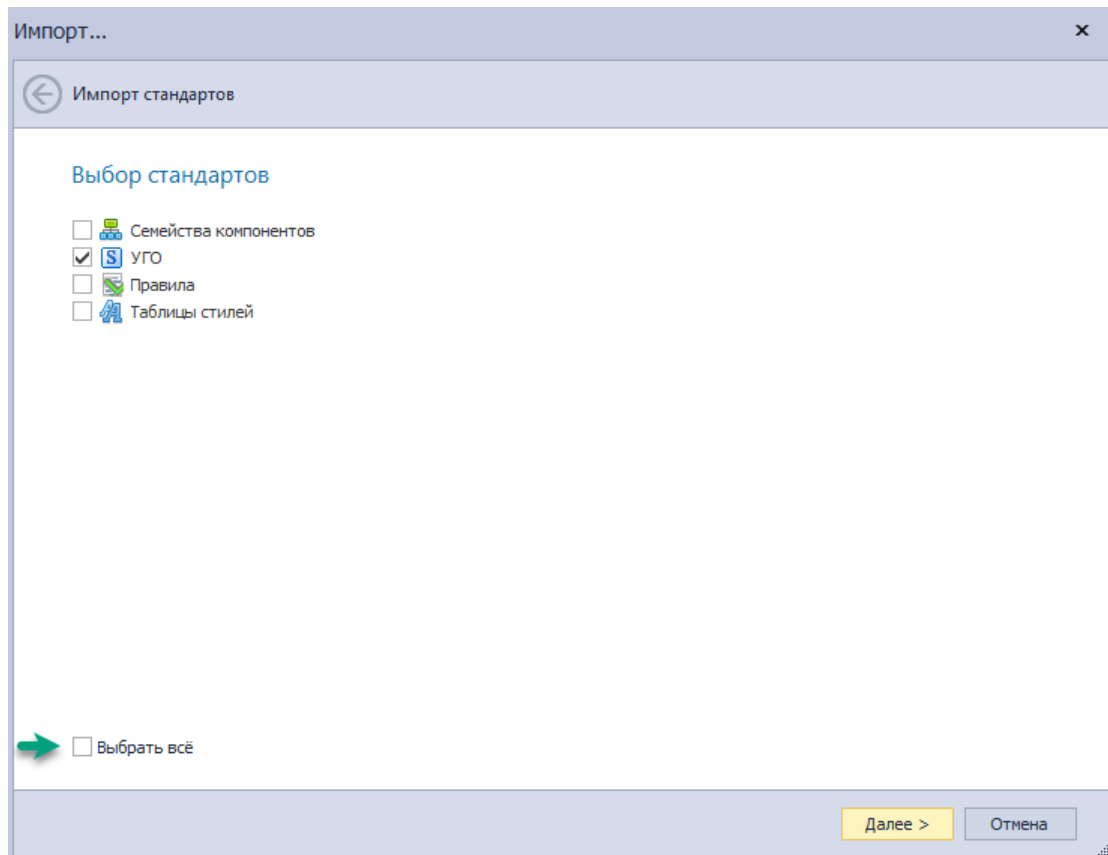 Импорт...
Импорт стандартов
Выбор стандартов
Семейства компонентов
S УГО
Правила
Таблицы стилей
Выбрать всё
Далее > Отмена